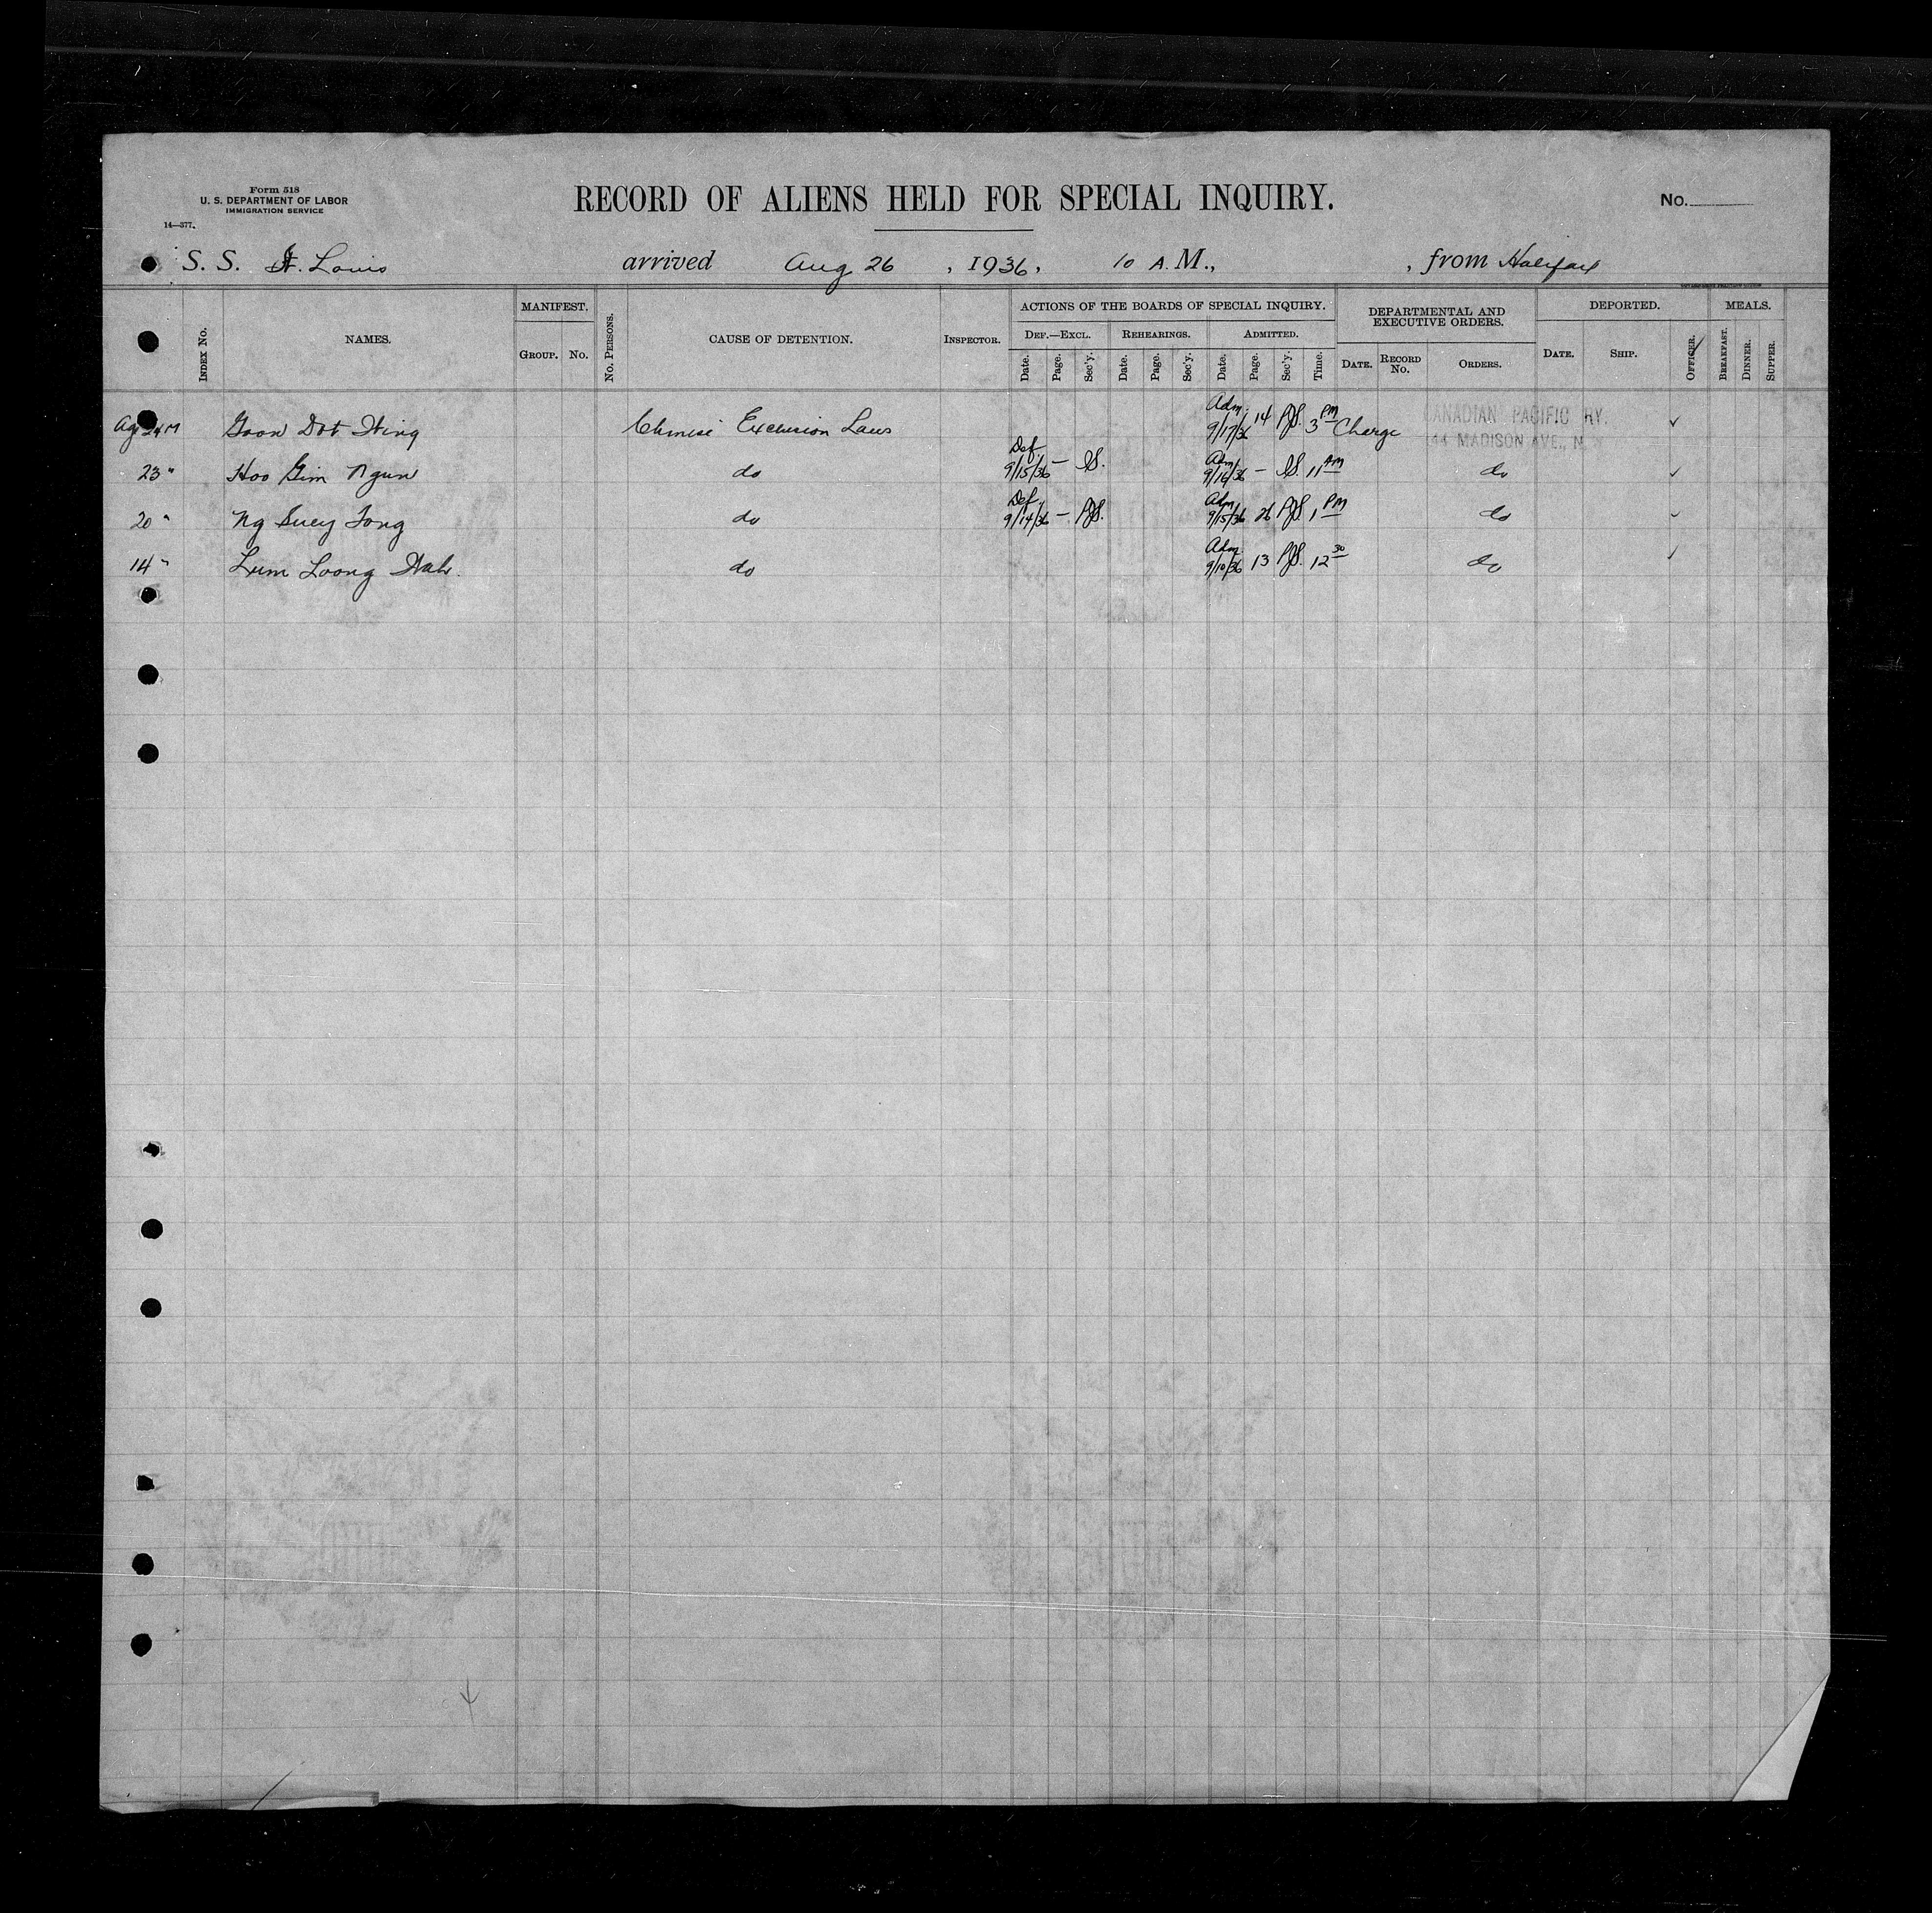 Form 518
U. S. DEPARTMENT OF LABOR
IMMIGRATION SERVICE
14—377
RECORD OF ALIENS HELD FOR SPECIAL INQUIRY.
No.
S. S. St. Louis arrived Aug 26, 1936, 10 A. M., , from Halifax
INDEX No. NAMES. MANIFEST. GROUP. No. No. PERSONS. CAUSE OF DETENTION. INSPECTOR. ACTIONS OF THE BOARDS OF SPECIAL INQUIRY. DEF.—EXCL. Date. Page. Sec'y. REHEARINGS. Date. Page. Sec'y. ADMITTED. Date. Page. Sec'y. Time. DEPARTMENTAL AND EXECUTIVE ORDERS. DATE. RECORD No. ORDERS. DEPORTED. DATE. SHIP. OFFICER. MEALS. BREAKFAST. DINNER. SUPPER.
Age 24 M Goon Dot Wing Chinese Exclusion Laws Adm. 9/17/36 14 3 PM Charge CANADIAN PACIFIC RY.
MADISON AVE., N.
23 " Hoo Gim Ngun do Def. 9/15/36 — Adm. 9/16/36 — 11 AM do
20 " Ng Suey Tong do Def. 9/14/36 — Adm. 9/15/36 26 1 PM do
14 " Lum Loong Wah. do Adm 9/10/36 13 12 30 do